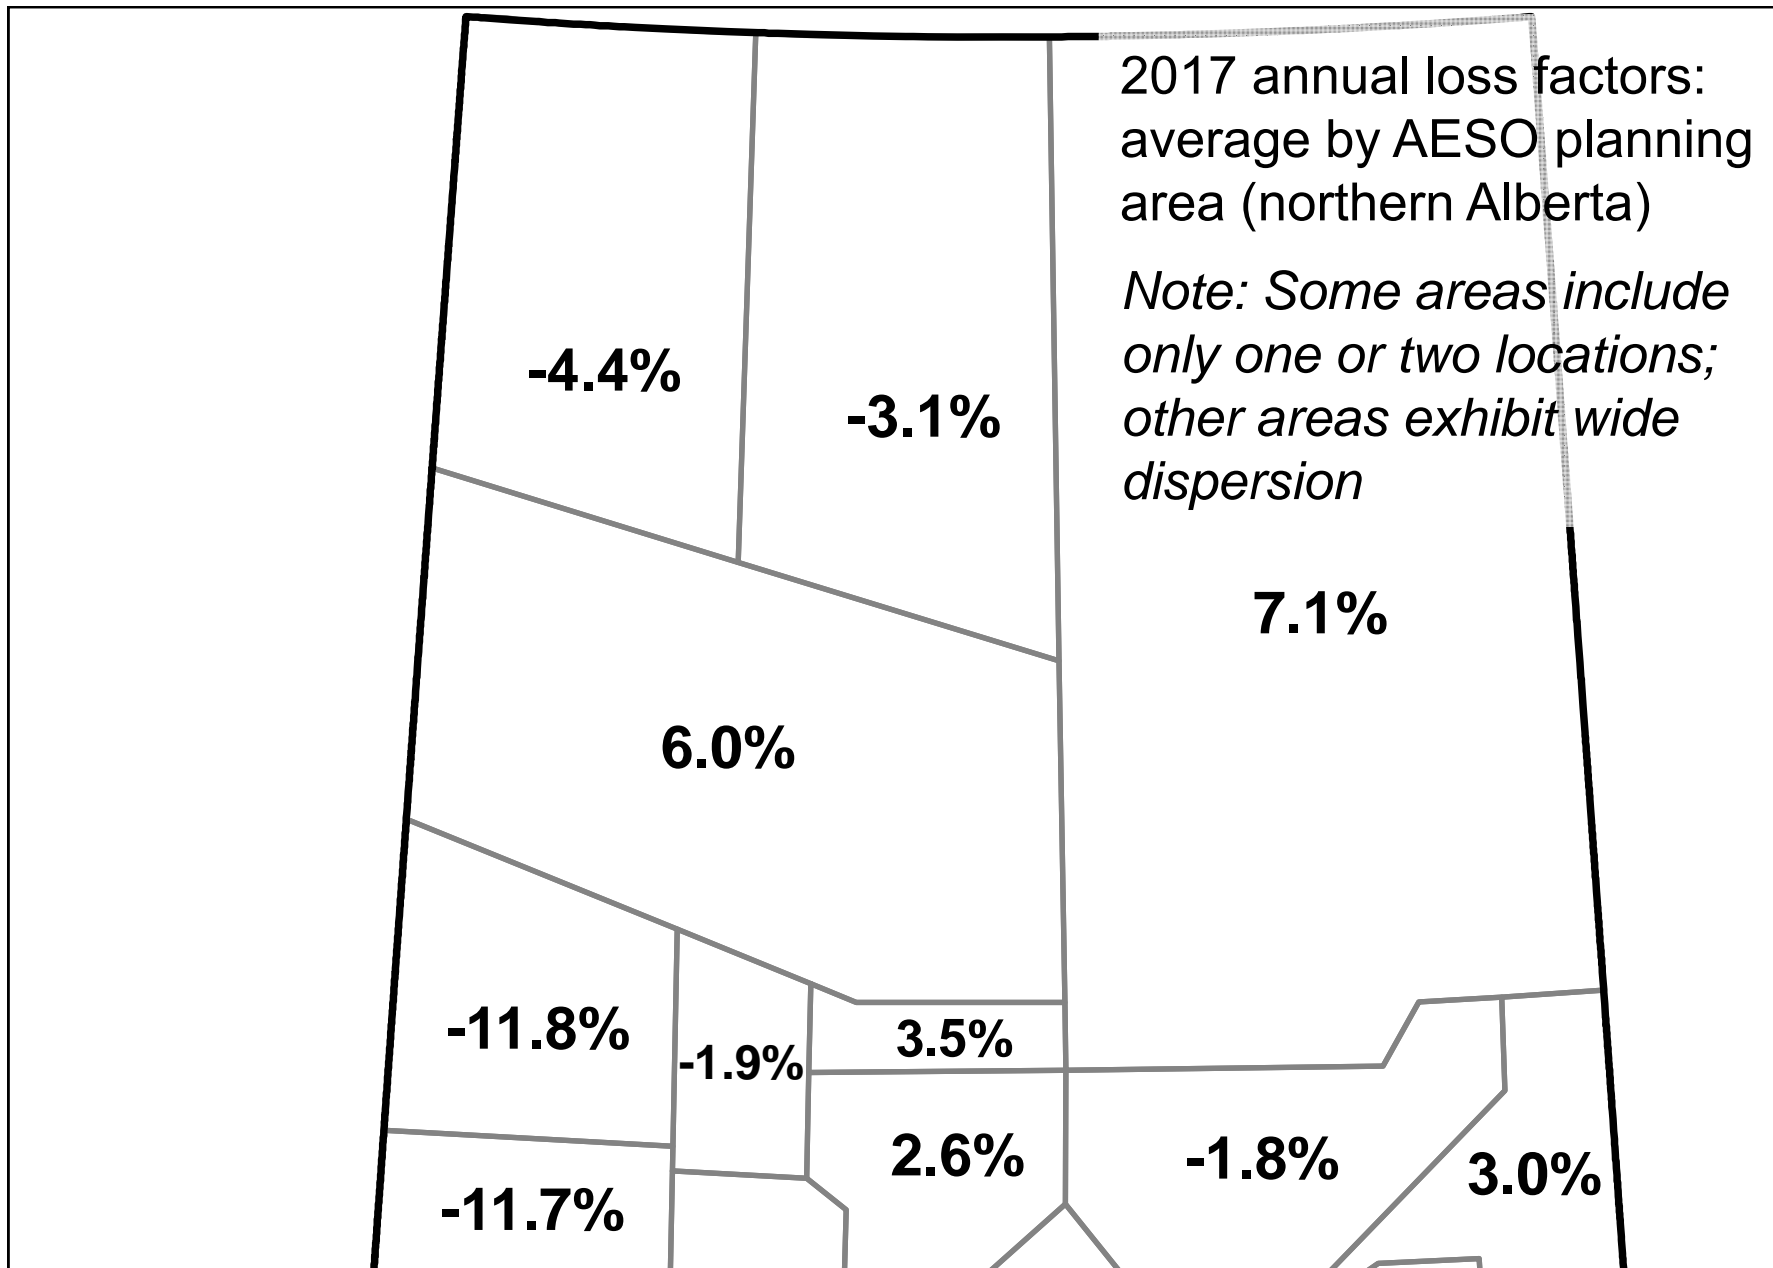 2017 annual loss factors:
average by AESO planning
area (northern Alberta)
Note: Some areas include
only one or two locations;
other areas exhibit wide
dispersion
-4.4%
-3.1%
7.1%
6.0%
-11.8%
-1.9%
3.5%
2.6%
-1.8%
3.0%
-11.7%